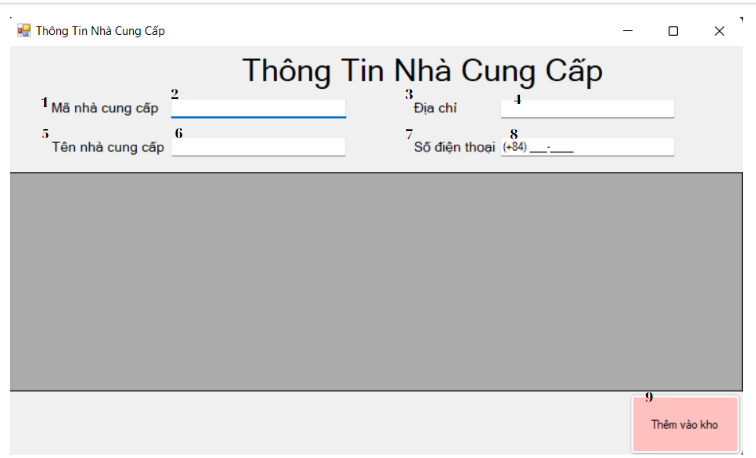 Thông Tin Nhà Cung Cấp
Thông Tin Nhà Cung Cấp
1 Mã nhà cung cấp 2 3 Địa chỉ 4
5 Tên nhà cung cấp 6 7 Số điện thoại 8 (+84) ___-____
9
Thêm vào kho